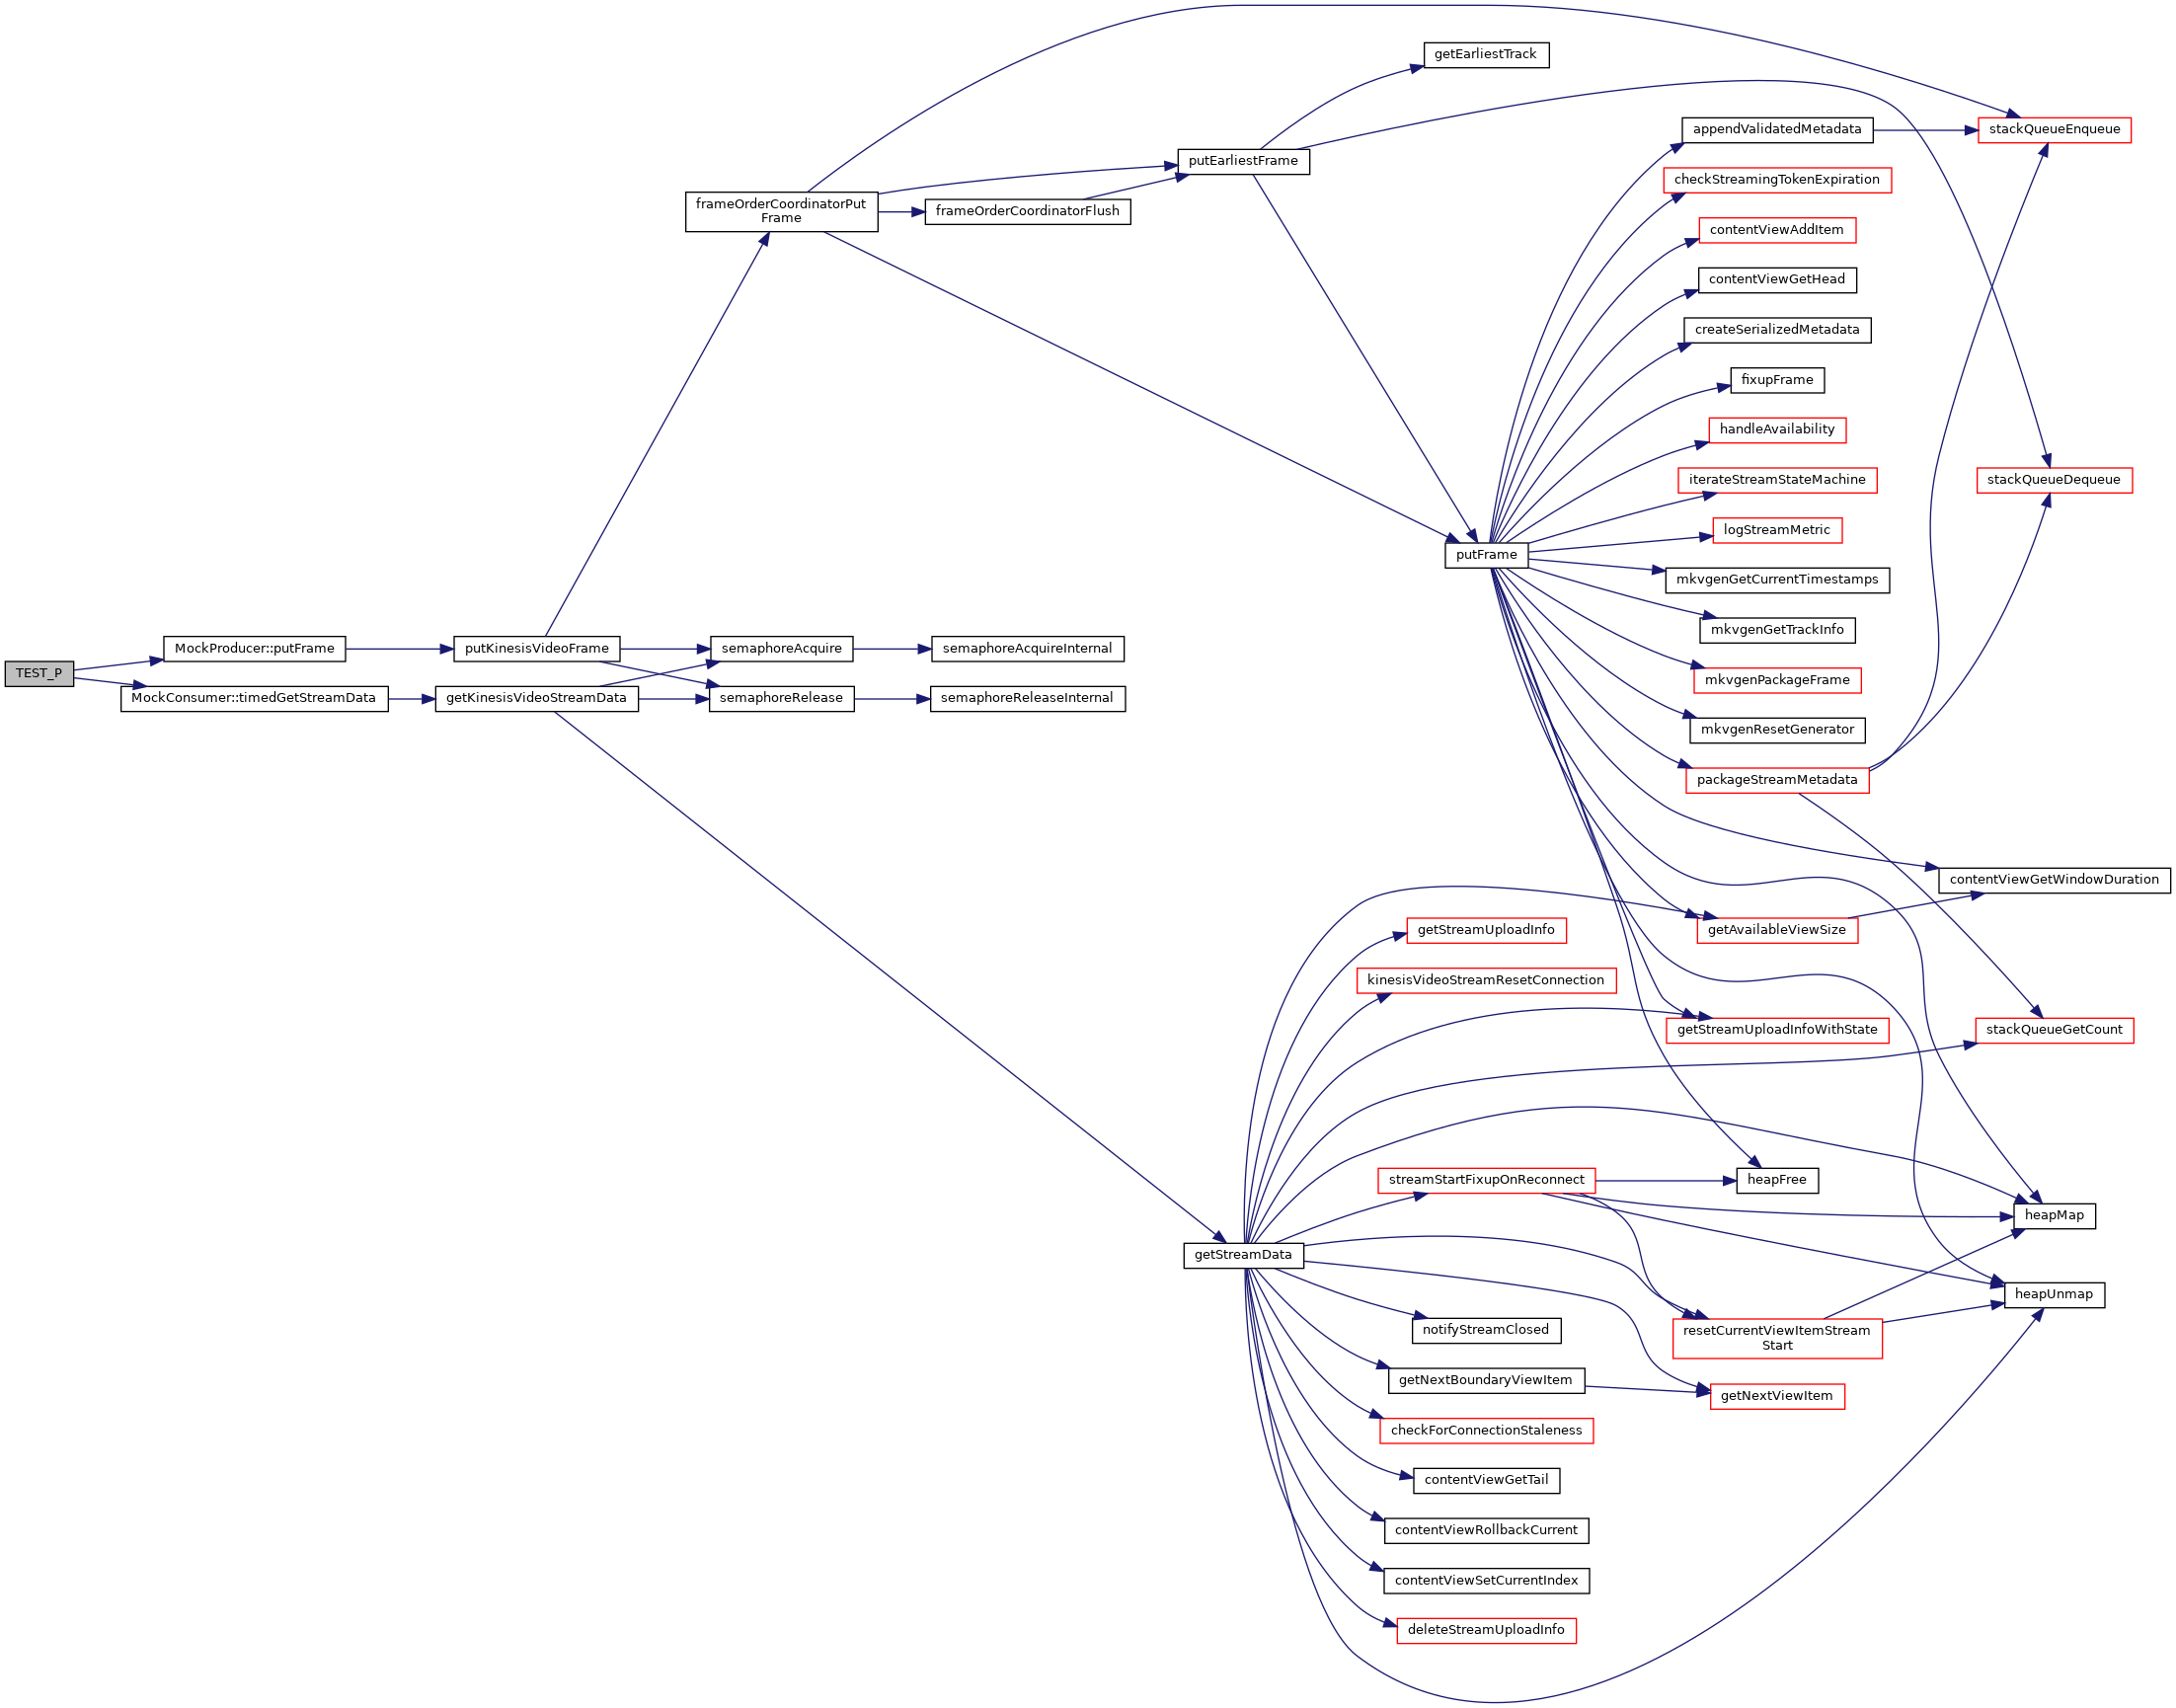 TEST_P
MockProducer::putFrame
MockConsumer::timedGetStreamData
putKinesisVideoFrame
getKinesisVideoStreamData
frameOrderCoordinatorPut
Frame
semaphoreAcquire
semaphoreRelease
frameOrderCoordinatorFlush
semaphoreAcquireInternal
semaphoreReleaseInternal
putEarliestFrame
getStreamData
getEarliestTrack
putFrame
getStreamUploadInfo
kinesisVideoStreamResetConnection
streamStartFixupOnReconnect
notifyStreamClosed
getNextBoundaryViewItem
checkForConnectionStaleness
contentViewGetTail
contentViewRollbackCurrent
contentViewSetCurrentIndex
deleteStreamUploadInfo
appendValidatedMetadata
checkStreamingTokenExpiration
contentViewAddItem
contentViewGetHead
createSerializedMetadata
fixupFrame
handleAvailability
iterateStreamStateMachine
logStreamMetric
mkvgenGetCurrentTimestamps
mkvgenGetTrackInfo
mkvgenPackageFrame
mkvgenResetGenerator
packageStreamMetadata
getAvailableViewSize
getStreamUploadInfoWithState
heapFree
resetCurrentViewItemStream
Start
getNextViewItem
stackQueueEnqueue
stackQueueDequeue
contentViewGetWindowDuration
stackQueueGetCount
heapMap
heapUnmap